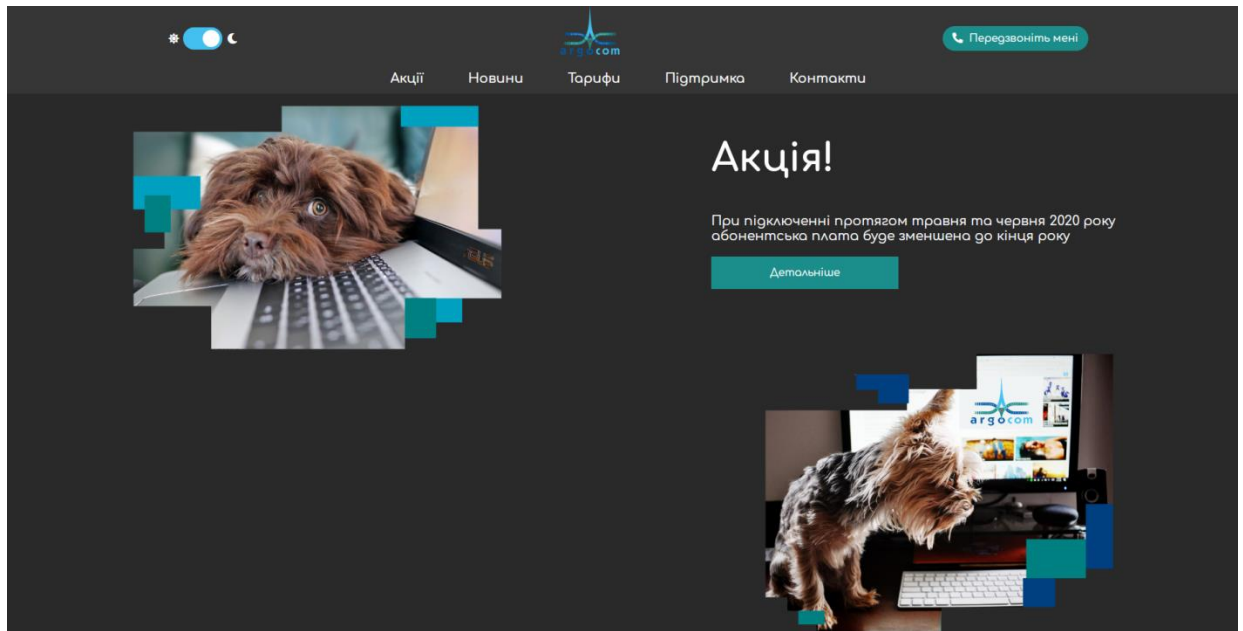 argocom
Передзвоніть мені
Акції Новини Тарифи Підтримка Контакти
Акція!
При підключенні протягом травня та червня 2020 року
абонентська плата буде зменшена до кінця року
Детальніше
argocom